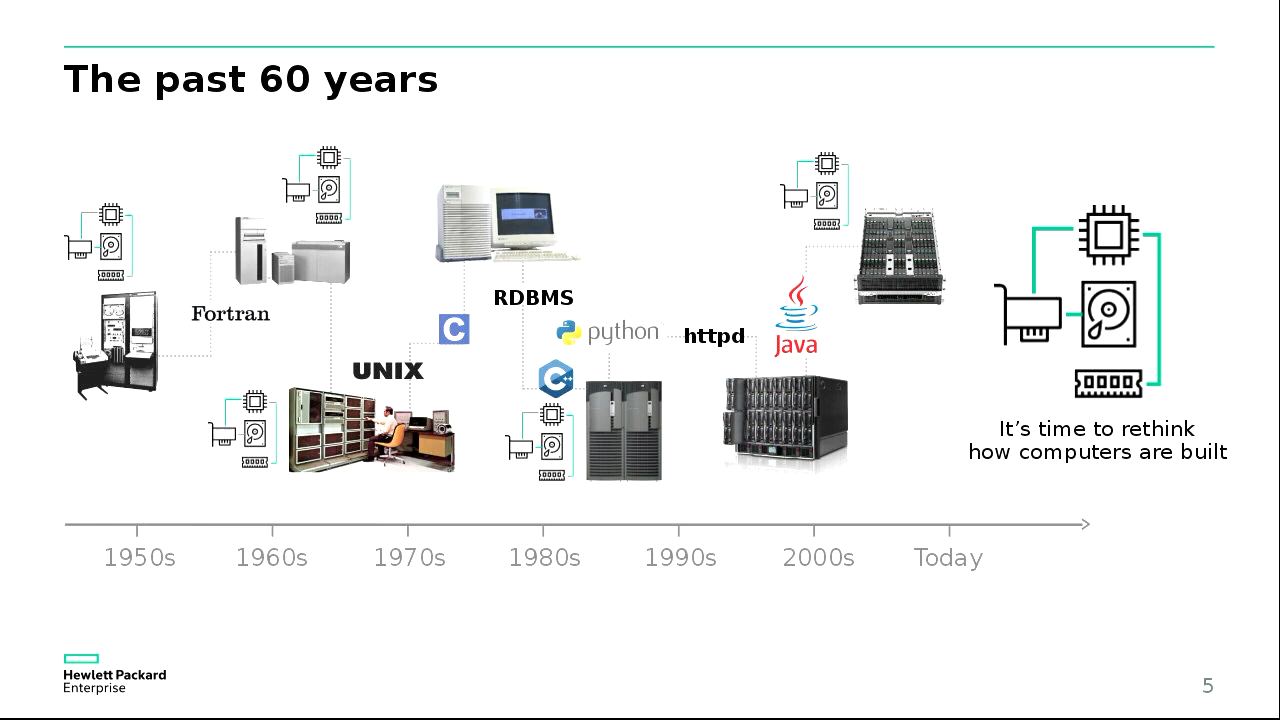 The past 60 years
Fortran
UNIX
C
RDBMS
python
httpd
C++
Java
It’s time to rethink
how computers are built
1950s
1960s
1970s
1980s
1990s
2000s
Today
Hewlett Packard
Enterprise
5